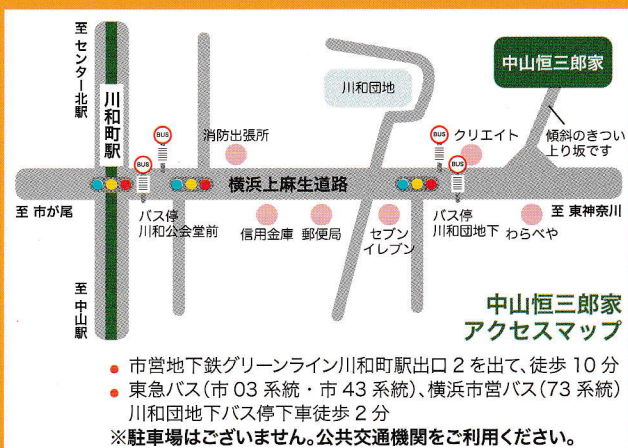 至 センター北駅
川和町駅
BUS
消防出張所
川和団地
BUS
クリエイト
中山恒三郎家
傾斜のきつい
上り坂です
BUS
BUS
横浜上麻生道路
至 市が尾
バス停
川和公会堂前
信用金庫
郵便局
セブン
イレブン
バス停
川和団地下
わらべや
至 東神奈川
至 中山駅
中山恒三郎家
アクセスマップ
● 市営地下鉄グリーンライン川和町駅出口2を出て、徒歩10分
● 東急バス(市03系統・市43系統)、横浜市営バス(73系統)
川和団地下バス停下車徒歩2分
※駐車場はございません。公共交通機関をご利用ください。